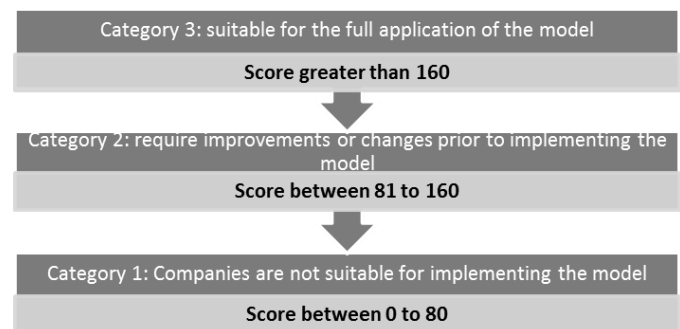 Category 3: suitable for the full application of the model
Score greater than 160
Category 2: require improvements or changes prior to implementing the
model
Score between 81 to 160
Category 1: Companies are not suitable for implementing the model
Score between 0 to 80